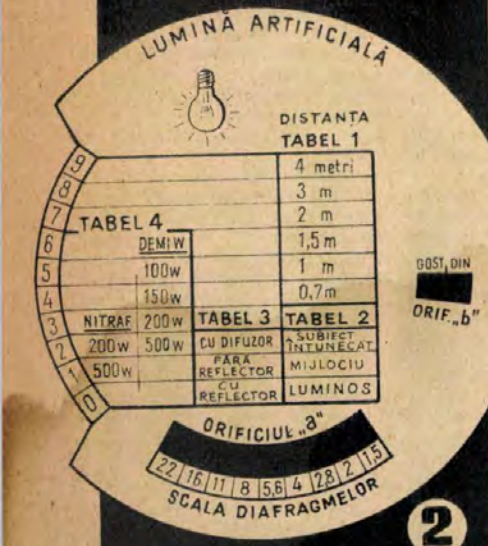 LUMINĂ ARTIFICIALĂ
DISTANȚA
TABEL 1
4 metri
3 m
2 m
1,5 m
1 m
0,7 m
9
8
7
6
5
4
3
2
1
0
TABEL 4
DEMI W
100w
150w
NITRAF 200w
200w 500w
500w
TABEL 3
CU DIFUZOR
FARA
REFLECTOR
CU
REFLECTOR
TABEL 2
SUBIECT
ÎNTUNECAT
MIJLOCIU
LUMINOS
GOST, DIN
ORIF. „b"
ORIFICIUL „a"
22 16 11 8 5,6 4 2,8 2 1,5
SCALA DIAFRAGMELOR
2